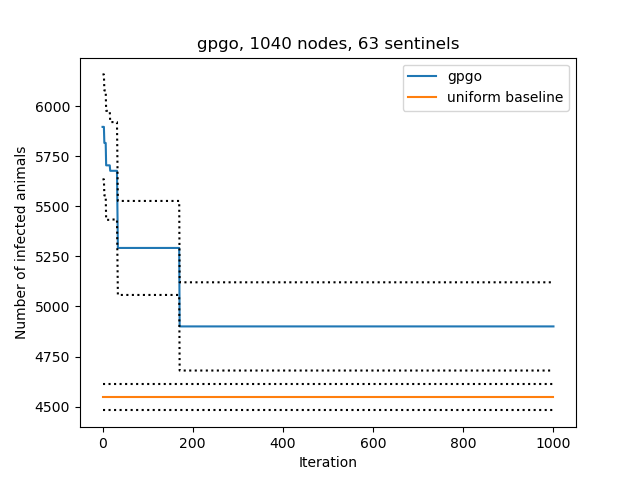 gpgo, 1040 nodes, 63 sentinels
gpgo
uniform baseline
Number of infected animals
6000
5750
5500
5250
5000
4750
4500
0 200 400 600 800 1000
Iteration